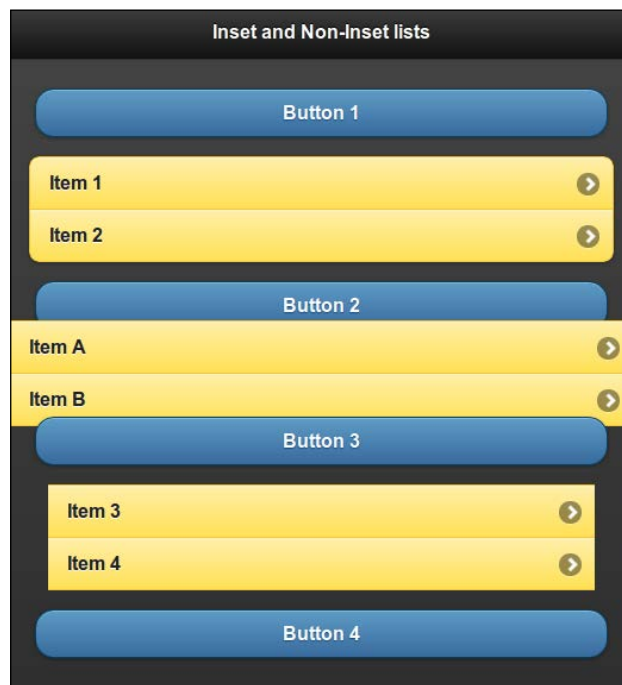 Inset and Non-Inset lists
Button 1
Item 1
Item 2
Button 2
Item A
Item B
Button 3
Item 3
Item 4
Button 4